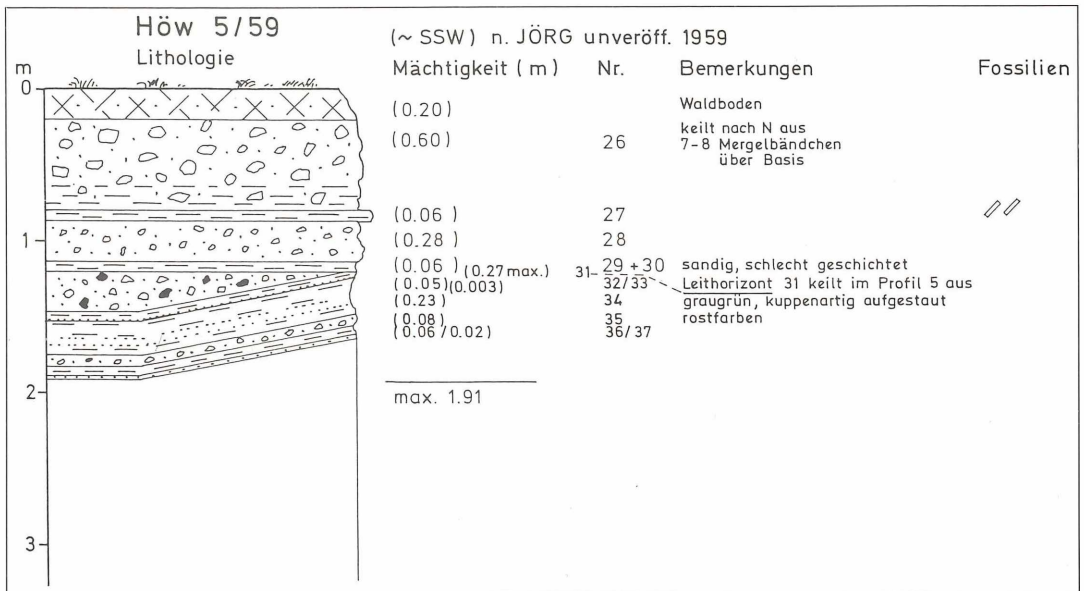 Höw 5/59
(~ SSW) n. JÖRG unveröff. 1959
Lithologie
m Mächtigkeit (m) Nr. Bemerkungen Fossilien
0
(0.20) Waldboden
(0.60) 26 keilt nach N aus
7-8 Mergelbändchen
über Basis
(0.06) 27
1 (0.28) 28
(0.06) (0.27 max.) 31- 29 + 30 sandig, schlecht geschichtet
(0.05)(0.003) 32/33 Leithorizont 31 keilt im Profil 5 aus
(0.23) 34 graugrün, kuppenartig aufgestaut
(0.08) 35 rostfarben
(0.06/0.02) 36/37
2
max. 1.91
3